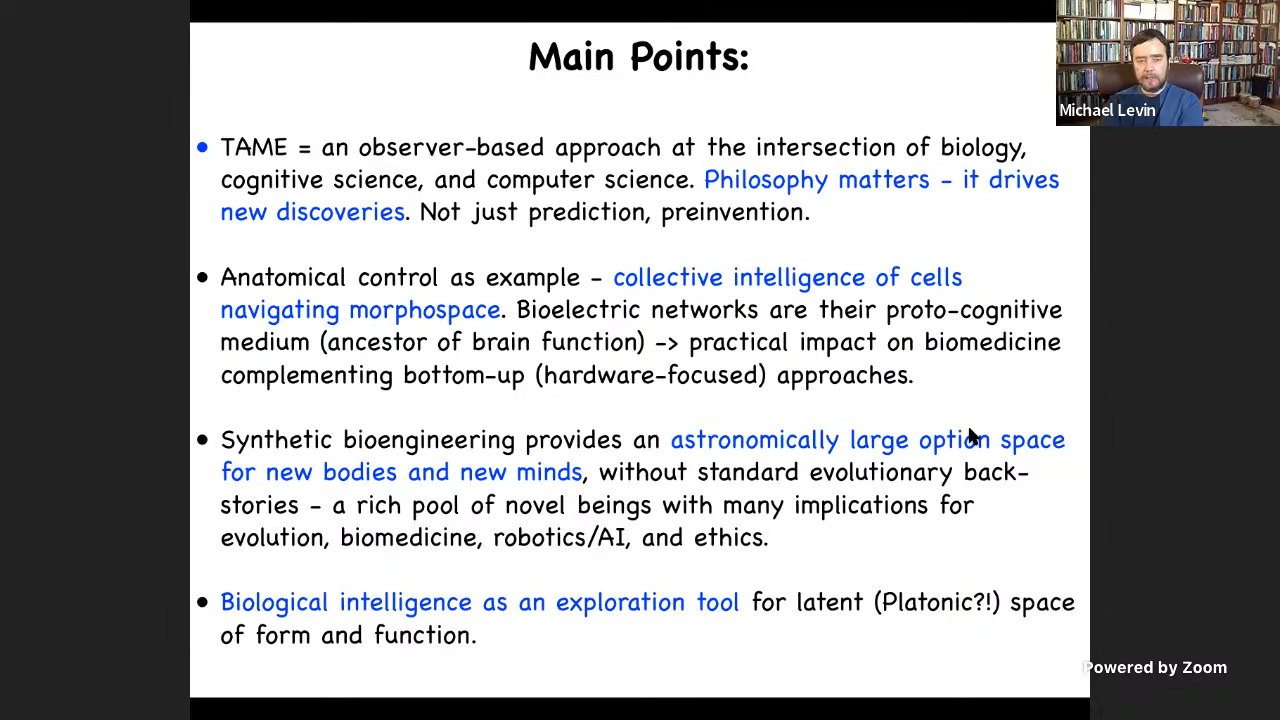 Main Points:
Michael Levin
• TAME = an observer-based approach at the intersection of biology,
cognitive science, and computer science. Philosophy matters - it drives
new discoveries. Not just prediction, preinvention.
• Anatomical control as example - collective intelligence of cells
navigating morphospace. Bioelectric networks are their proto-cognitive
medium (ancestor of brain function) -> practical impact on biomedicine
complementing bottom-up (hardware-focused) approaches.
• Synthetic bioengineering provides an astronomically large option space
for new bodies and new minds, without standard evolutionary back-
stories - a rich pool of novel beings with many implications for
evolution, biomedicine, robotics/AI, and ethics.
• Biological intelligence as an exploration tool for latent (Platonic?!) space
of form and function.
Powered by Zoom